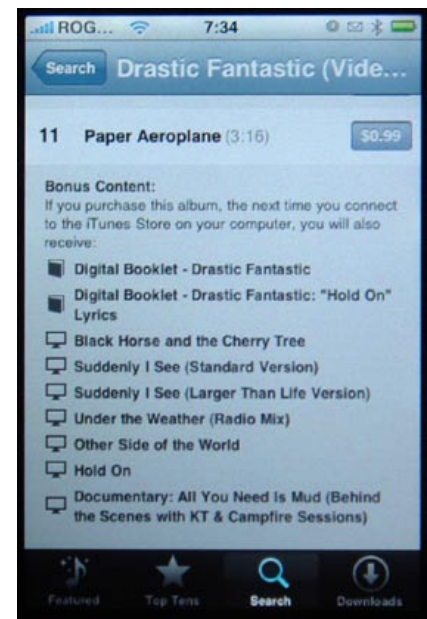 ROG... 7:34
Search Drastic Fantastic (Vide...
11 Paper Aeroplane (3:16) $0.99
Bonus Content:
If you purchase this album, the next time you connect
to the iTunes Store on your computer, you will also
receive:
Digital Booklet - Drastic Fantastic
Digital Booklet - Drastic Fantastic: "Hold On"
Lyrics
Black Horse and the Cherry Tree
Suddenly I See (Standard Version)
Suddenly I See (Larger Than Life Version)
Under the Weather (Radio Mix)
Other Side of the World
Hold On
Documentary: All You Need Is Mud (Behind
the Scenes with KT & Campfire Sessions)
Featured Top Tens Search Downloads